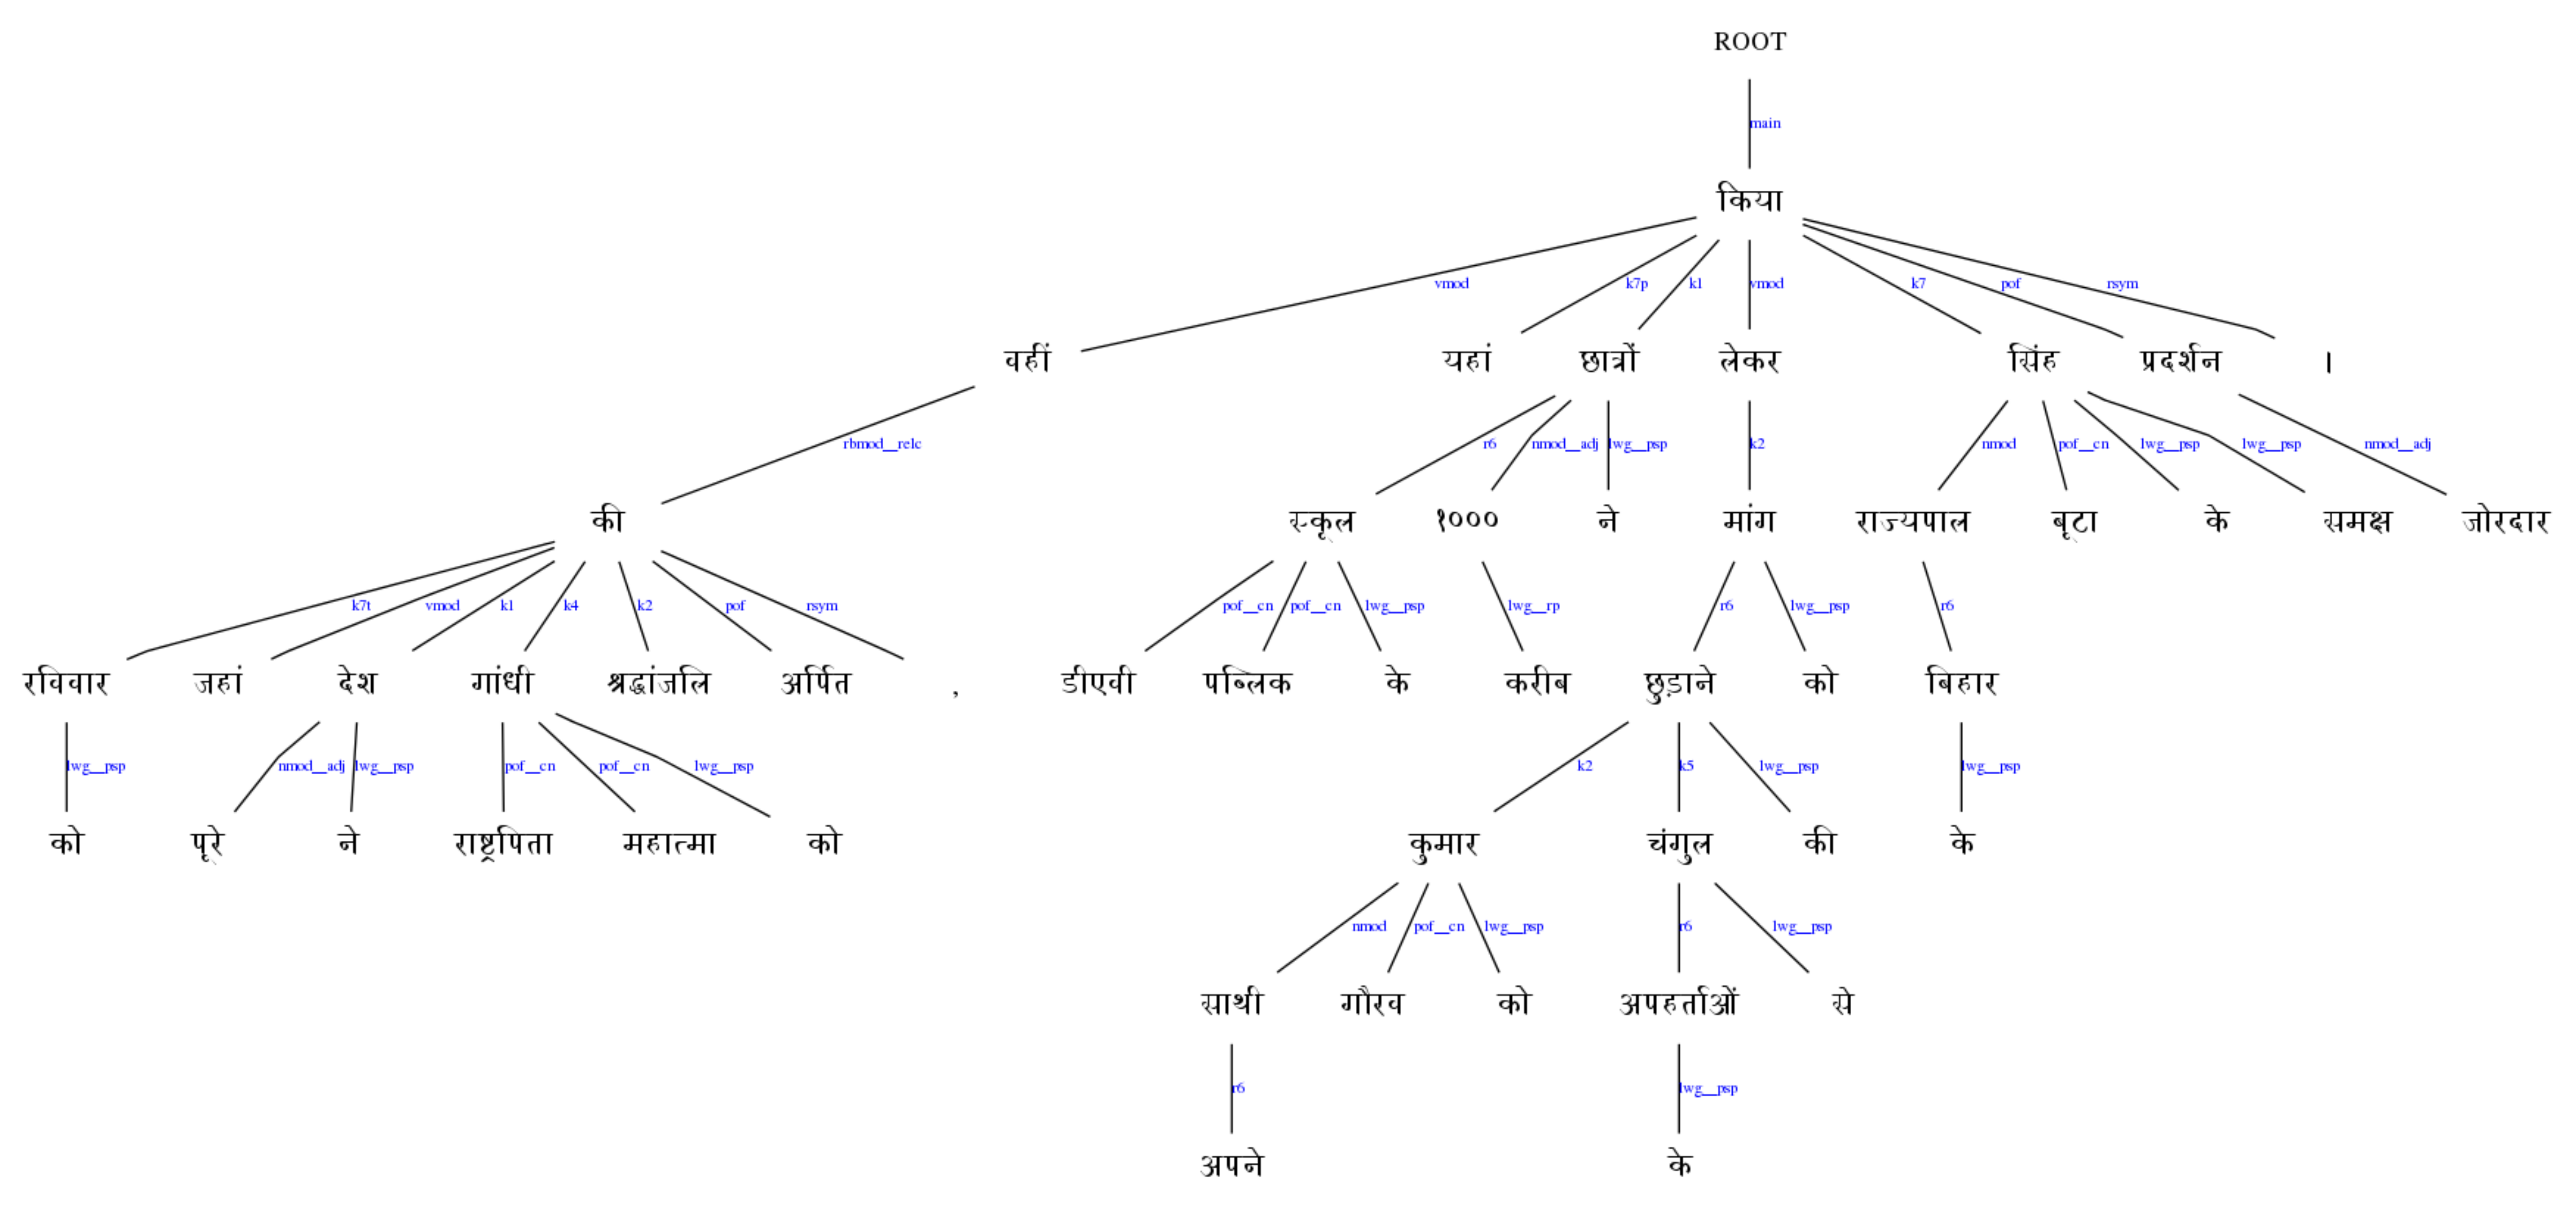 ROOT
main
किया
vmod k7p k1 vmod k7 pof rsym
वहीं यहां छात्रों लेकर सिंह प्रदर्शन ।
rbmod__relc r6 nmod__adj lwg__psp k2 nmod pof__cn lwg__psp lwg__psp nmod__adj
की स्कूल १००० ने मांग राज्यपाल बूटा के समक्ष जोरदार
k7t vmod k1 k4 k2 pof rsym pof__cn pof__cn lwg__psp lwg__rp r6 lwg__psp r6
रविवार जहां देश गांधी श्रद्धांजलि अर्पित , डीएवी पब्लिक के करीब छुड़ाने को बिहार
lwg__psp nmod__adj lwg__psp pof__cn pof__cn lwg__psp k2 k5 lwg__psp lwg__psp
को पूरे ने राष्ट्रपिता महात्मा को कुमार चंगुल की के
nmod pof__cn lwg__psp r6 lwg__psp
साथी गौरव को अपहर्ताओं से
r6 lwg__psp
अपने के